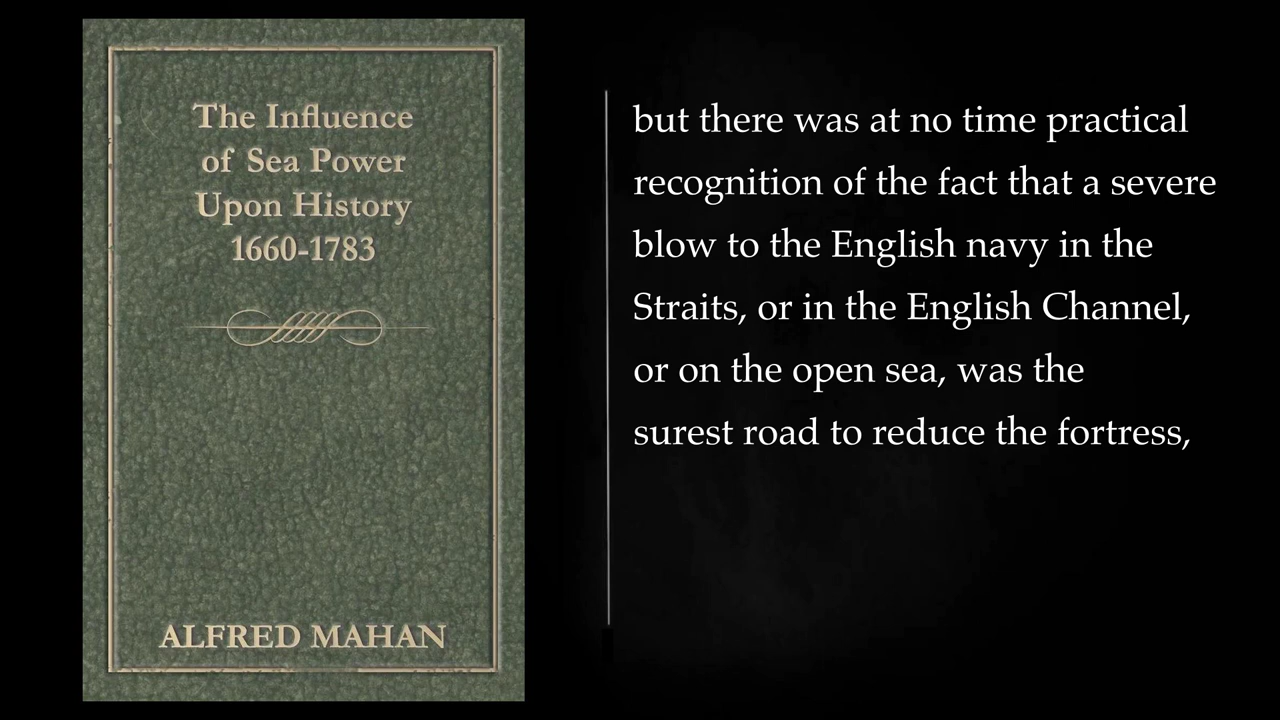 The Influence
of Sea Power
Upon History
1660-1783
ALFRED MAHAN
but there was at no time practical
recognition of the fact that a severe
blow to the English navy in the
Straits, or in the English Channel,
or on the open sea, was the
surest road to reduce the fortress,